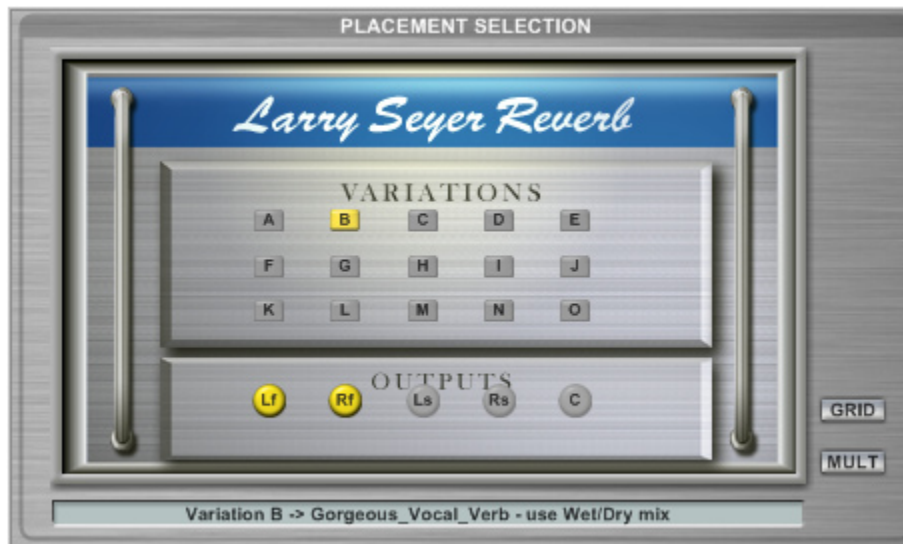 PLACEMENT SELECTION
Larry Seyer Reverb
VARIATIONS
A B C D E
F G H I J
K L M N O
OUTPUTS
Lf Rf Ls Rs C
GRID
MULT
Variation B -> Gorgeous_Vocal_Verb - use Wet/Dry mix